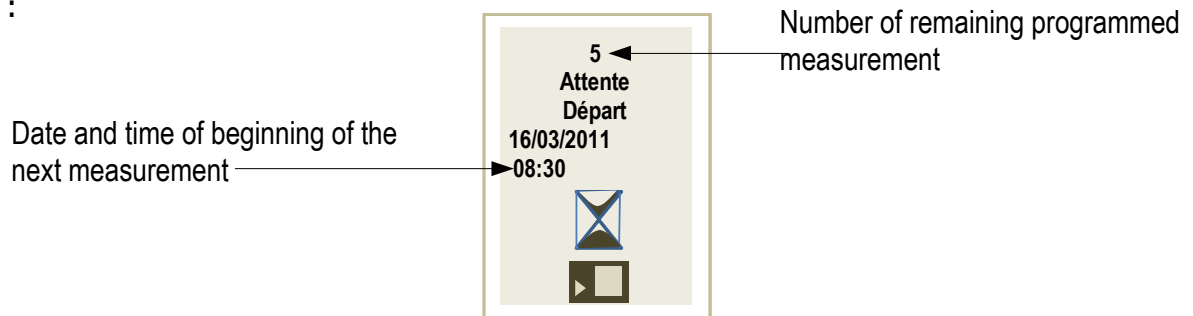 :
Number of remaining programmed
measurement
5
Attente
Départ
16/03/2011
08:30
Date and time of beginning of the
next measurement